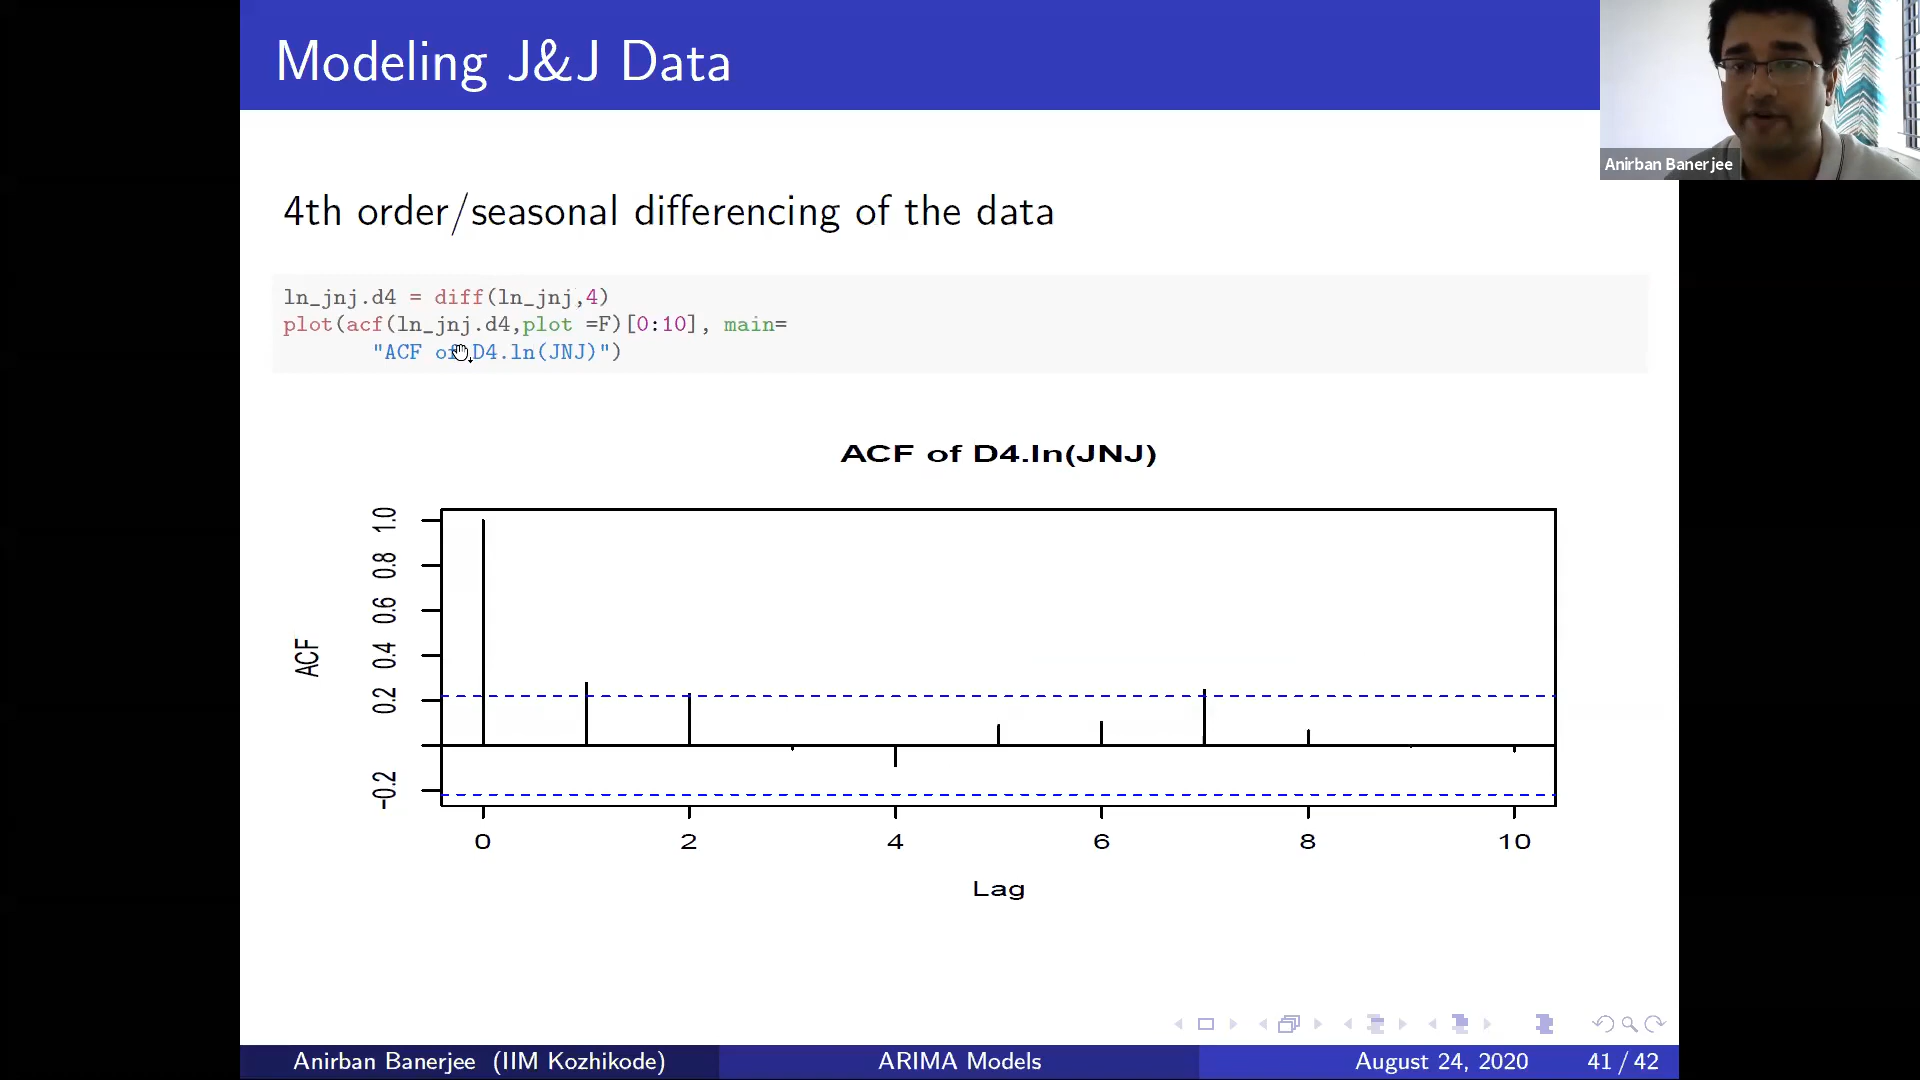 Modeling J&J Data
Anirban Banerjee
4th order/seasonal differencing of the data
ln_jnj.d4 = diff(ln_jnj,4)
plot(acf(ln_jnj.d4,plot =F)[0:10], main=
"ACF of D4.ln(JNJ)")
ACF of D4.ln(JNJ)
ACF
1.0
0.8
0.6
0.4
0.2
-0.2
0 2 4 6 8 10
Lag
Anirban Banerjee (IIM Kozhikode) ARIMA Models August 24, 2020 41 / 42